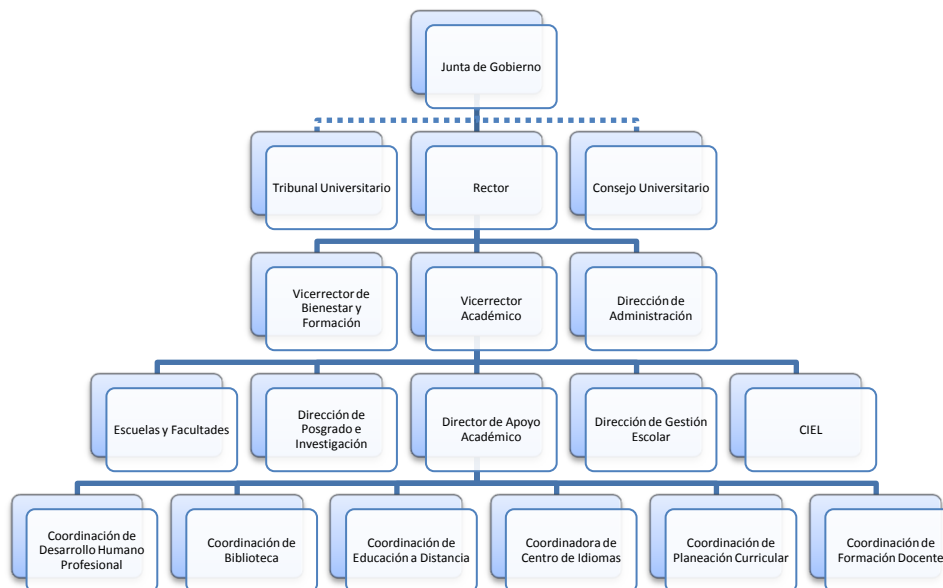 Junta de Gobierno
Tribunal Universitario
Rector
Consejo Universitario
Vicerrector de
Bienestar y
Formación
Vicerrector
Académico
Dirección de
Administración
Escuelas y Facultades
Dirección de
Posgrado e
Investigación
Director de Apoyo
Académico
Dirección de Gestión
Escolar
CIEL
Coordinación de
Desarrollo Humano
Profesional
Coordinación de
Biblioteca
Coordinación de
Educación a Distancia
Coordinadora de
Centro de Idiomas
Coordinación de
Planeación Curricular
Coordinación de
Formación Docente